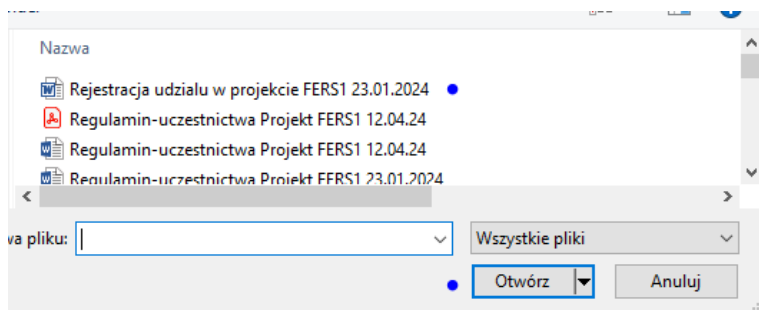 Nazwa
Rejestracja udzialu w projekcie FERS1 23.01.2024
Regulamin-uczestnictwa Projekt FERS1 12.04.24
Regulamin-uczestnictwa Projekt FERS1 12.04.24
Regulamin-uczestnictwa Projekt FERS1 23.01.2024
wa pliku: Wszystkie pliki
Otwórz Anuluj